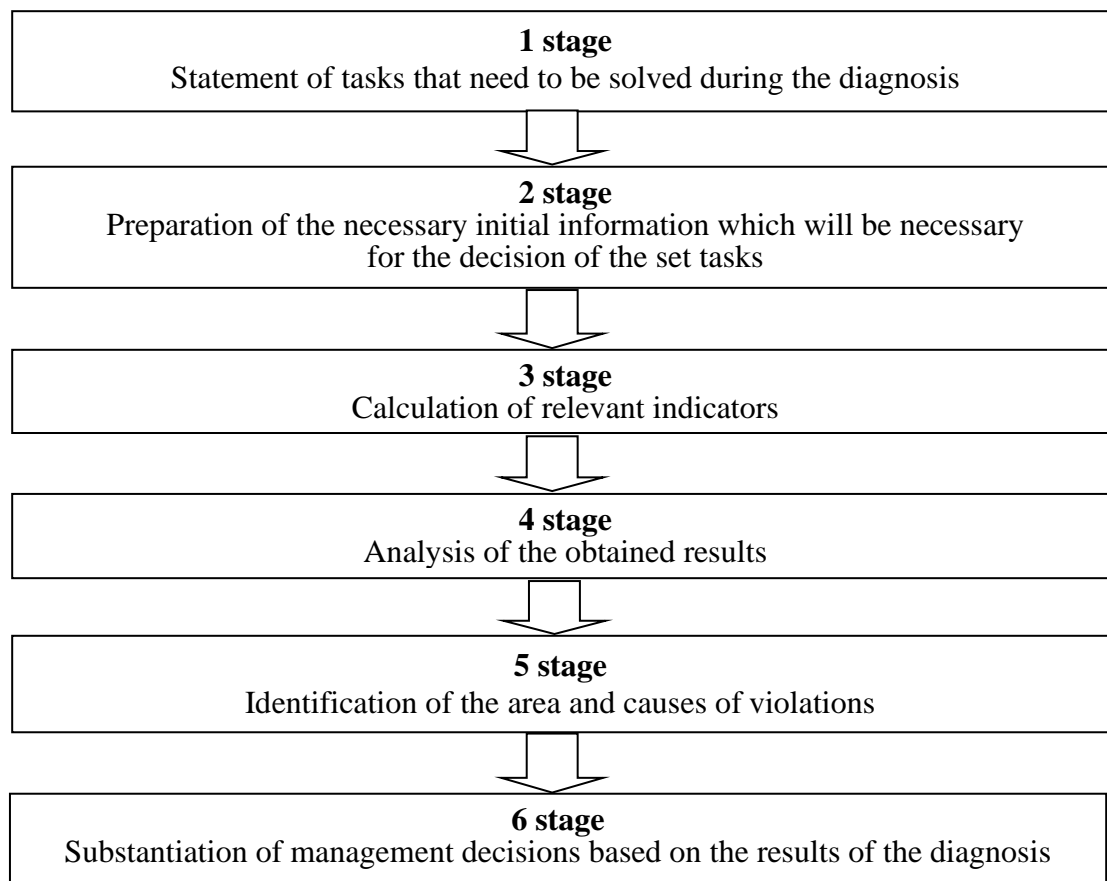 1 stage
Statement of tasks that need to be solved during the diagnosis
2 stage
Preparation of the necessary initial information which will be necessary
for the decision of the set tasks
3 stage
Calculation of relevant indicators
4 stage
Analysis of the obtained results
5 stage
Identification of the area and causes of violations
6 stage
Substantiation of management decisions based on the results of the diagnosis